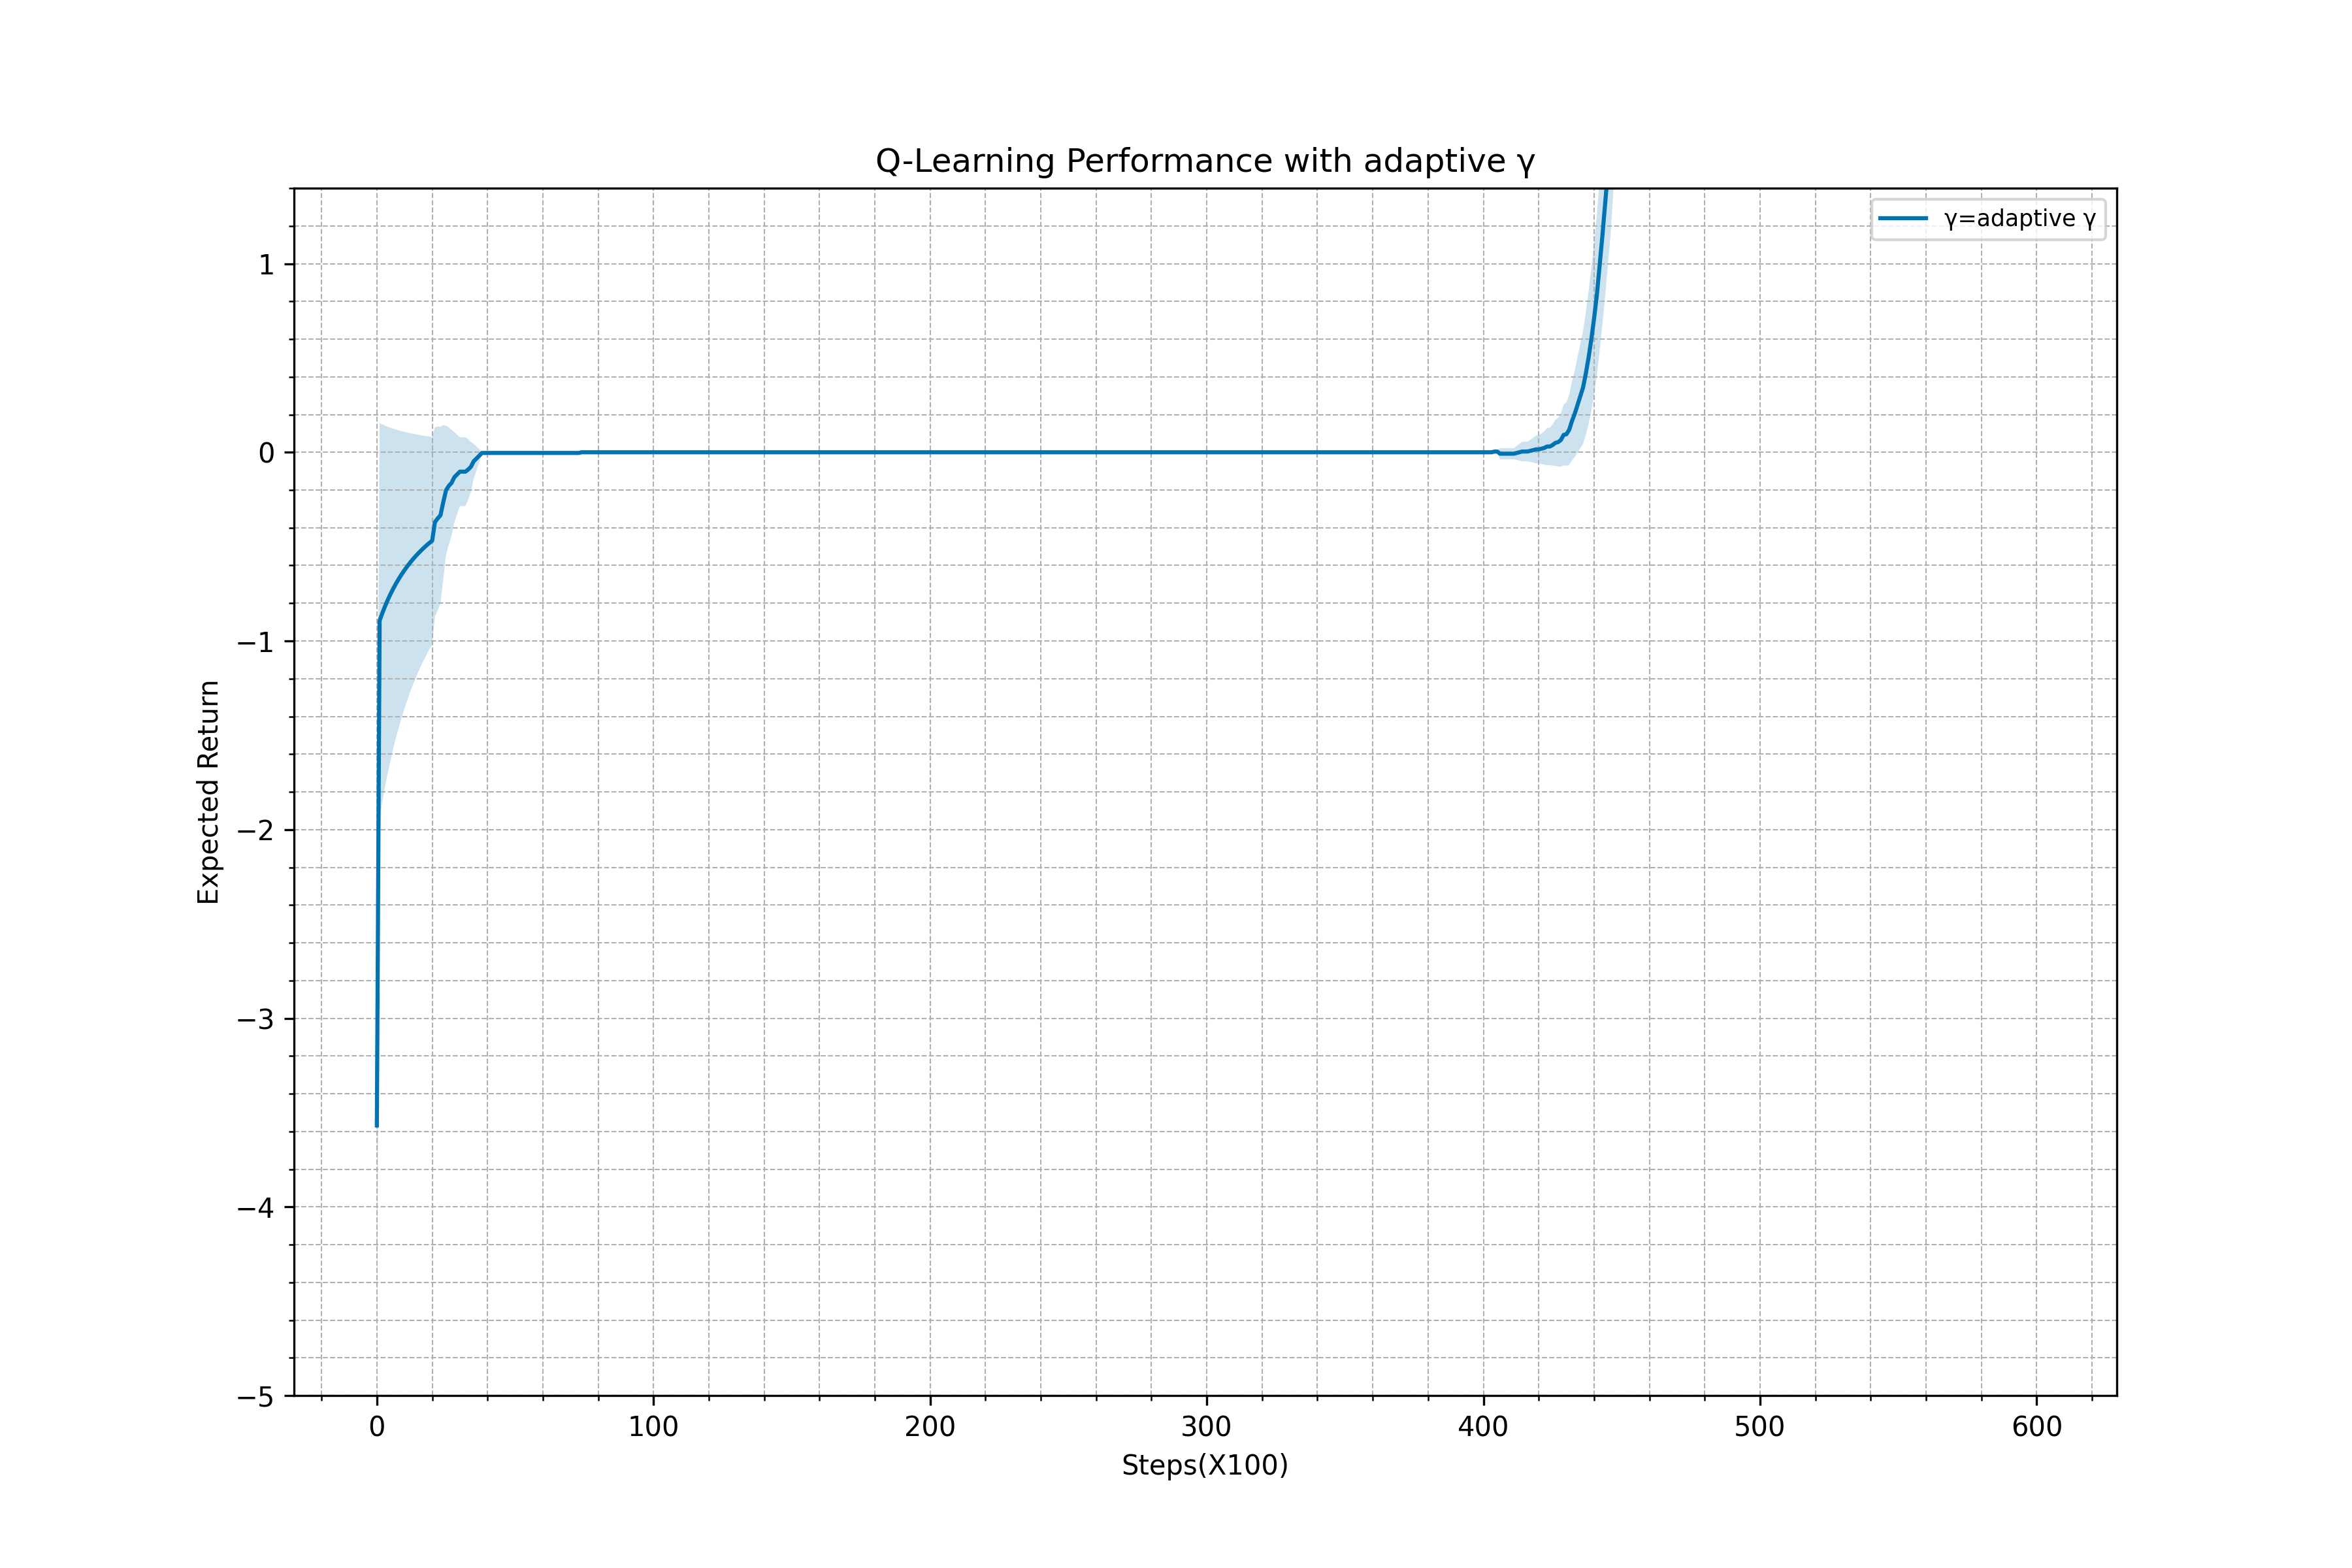 Q-Learning Performance with adaptive γ
γ=adaptive γ
1
0
−1
−2
−3
−4
−5
Expected Return
0 100 200 300 400 500 600
Steps(X100)